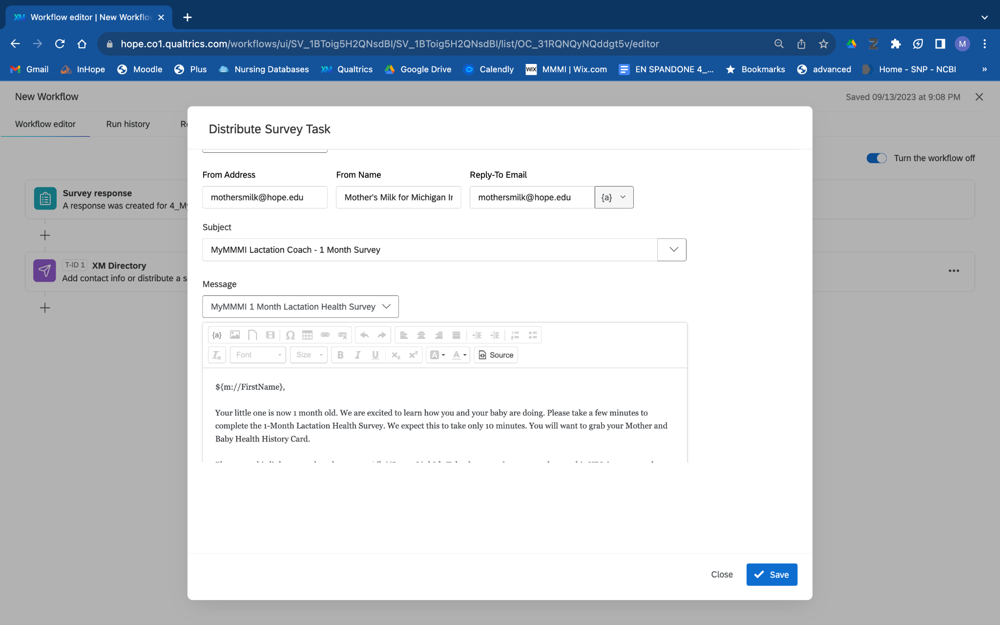 Workflow editor | New Workflo
hope.co1.qualtrics.com/workflows/ui/SV_1BToig5H2QNsdBI/SV_1BToig5H2QNsdBI/list/OC_31RQNQyNQddgt5v/editor
M
Gmail InHope Moodle Plus Nursing Databases Qualtrics Google Drive Calendly MMMI | Wix.com EN SPANDONE 4_... Bookmarks advanced Home - SNP - NCBI »
New Workflow
Saved 09/13/2023 at 9:08 PM
Workflow editor Run history Re
Turn the workflow off
Survey response
A response was created for 4_My
T-ID 1 XM Directory
Add contact info or distribute a s
Distribute Survey Task
From Address From Name Reply-To Email
mothersmilk@hope.edu Mother's Milk for Michigan In mothersmilk@hope.edu {a}
Subject
MyMMMI Lactation Coach - 1 Month Survey
Message
MyMMMI 1 Month Lactation Health Survey
{a}
Font Size B I U Source
${m://FirstName},
Your little one is now 1 month old. We are excited to learn how you and your baby are doing. Please take a few minutes to
complete the 1-Month Lactation Health Survey. We expect this to take only 10 minutes. You will want to grab your Mother and
Baby Health History Card.
Close Save